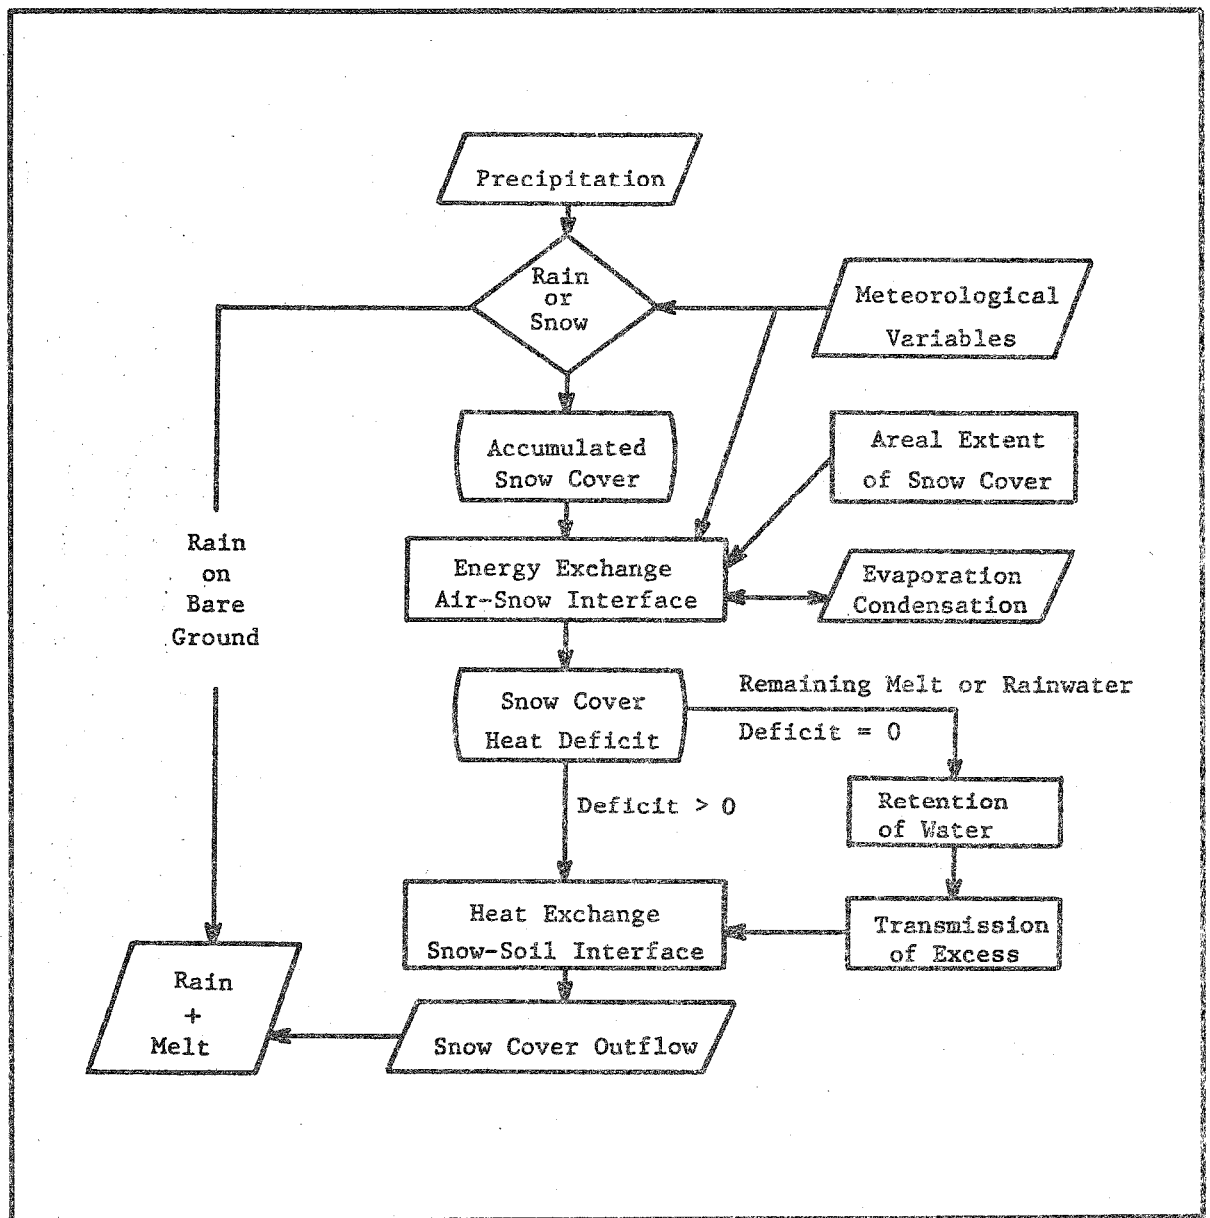 Precipitation
Rain
or
Snow
Meteorological
Variables
Accumulated
Snow Cover
Areal Extent
of Snow Cover
Rain
on
Bare
Ground
Energy Exchange
Air-Snow Interface
Evaporation
Condensation
Snow Cover
Heat Deficit
Remaining Melt or Rainwater
Deficit = 0
Deficit > 0
Retention
of Water
Heat Exchange
Snow-Soil Interface
Transmission
of Excess
Rain
+
Melt
Snow Cover Outflow